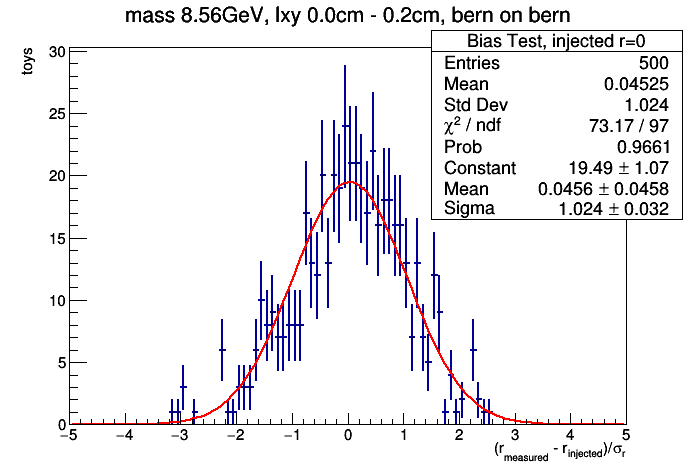 mass 8.56GeV, lxy 0.0cm - 0.2cm, bern on bern
Bias Test, injected r=0
Entries 500
Mean 0.04525
Std Dev 1.024
χ² / ndf 73.17 / 97
Prob 0.9661
Constant 19.49 ± 1.07
Mean 0.0456 ± 0.0458
Sigma 1.024 ± 0.032
toys
30
25
20
15
10
5
0
−5 −4 −3 −2 −1 0 1 2 3 4 5
(r_measured - r_injected)/σ_r